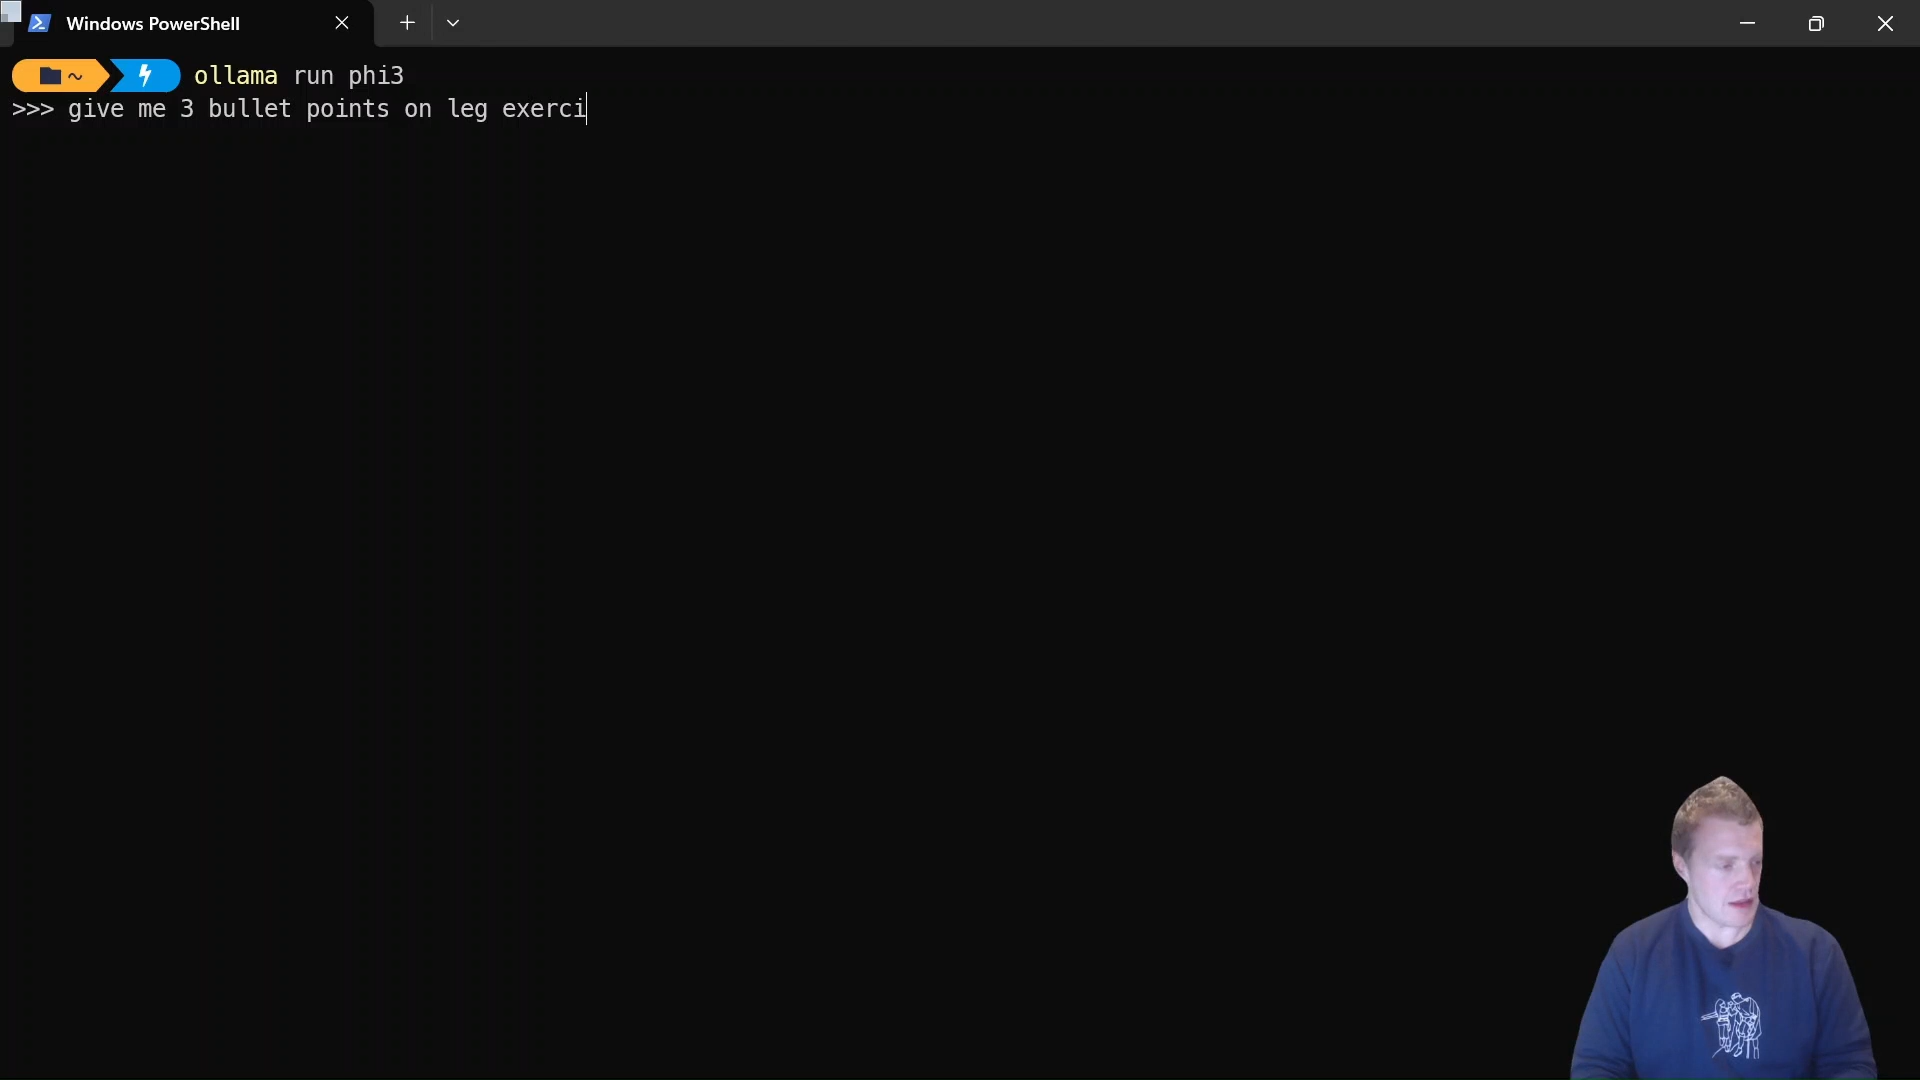 Windows PowerShell
~ ollama run phi3
>>> give me 3 bullet points on leg exerci